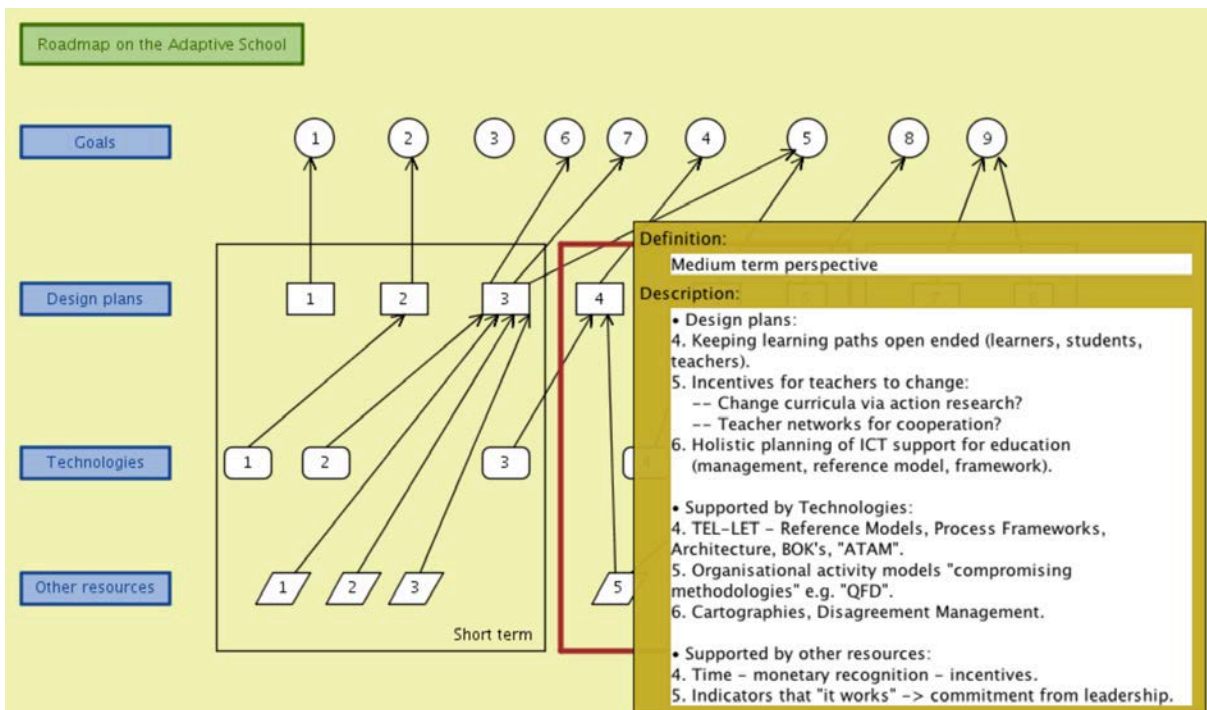 Roadmap on the Adaptive School
Goals
1 2 3 6 7 4 5 8 9
Definition:
Medium term perspective
Design plans
1 2 3 4
Description:
• Design plans:
4. Keeping learning paths open ended (learners, students,
teachers).
5. Incentives for teachers to change:
-- Change curricula via action research?
-- Teacher networks for cooperation?
6. Holistic planning of ICT support for education
(management, reference model, framework).
Technologies
1 2 3
• Supported by Technologies:
4. TEL-LET - Reference Models, Process Frameworks,
Architecture, BOK's, "ATAM".
5. Organisational activity models "compromising
methodologies" e.g. "QFD".
6. Cartographies, Disagreement Management.
Other resources
1 2 3 5
Short term
• Supported by other resources:
4. Time - monetary recognition - incentives.
5. Indicators that "it works" -> commitment from leadership.